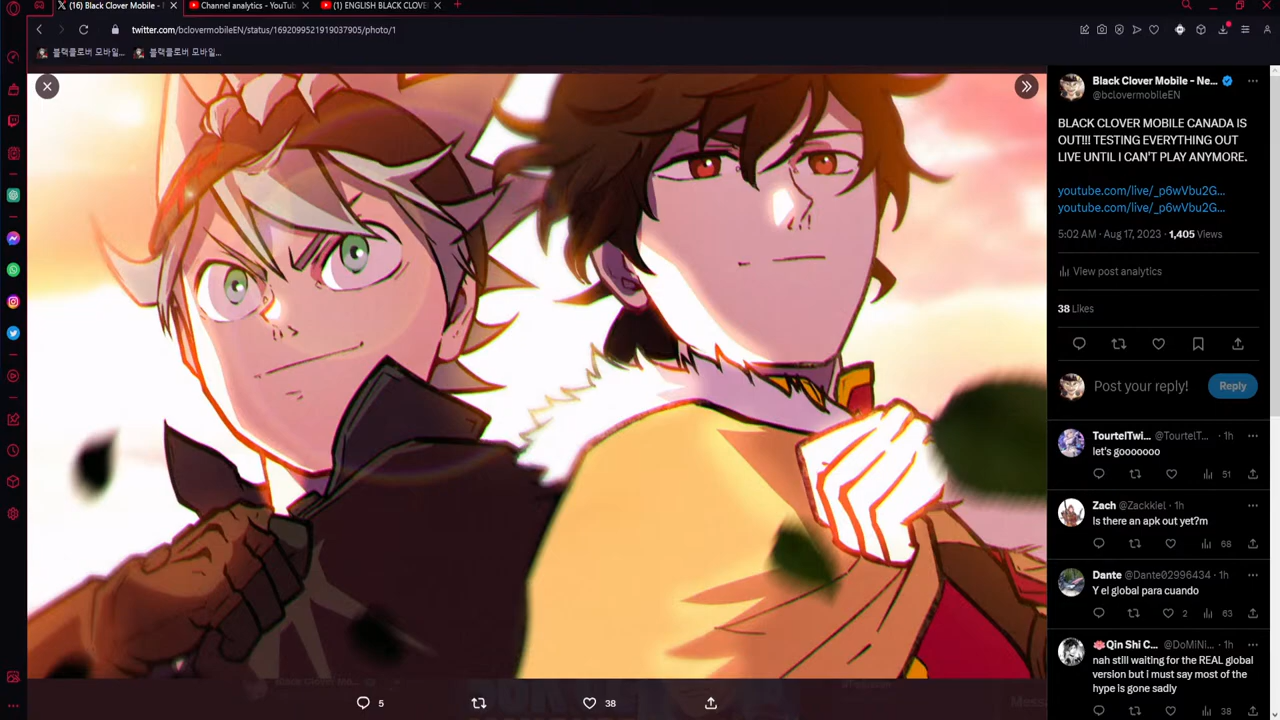 (16) Black Clover Mobile -
Channel analytics - YouTub
(1) ENGLISH BLACK CLOVE
twitter.com/bclovermobileEN/status/1692099521919037905/photo/1
블랙클로버 모바일...
블랙클로버 모바일...
Black Clover Mobile - Ne...
@bclovermobileEN
BLACK CLOVER MOBILE CANADA IS
OUT!!! TESTING EVERYTHING OUT
LIVE UNTIL I CAN'T PLAY ANYMORE.
youtube.com/live/_p6wVbu2G...
youtube.com/live/_p6wVbu2G...
5:02 AM · Aug 17, 2023 · 1,405 Views
View post analytics
38 Likes
Post your reply!
Reply
TourtelTwi... @TourtelT... · 1h
let's gooooooo
51
Zach @Zackkiel · 1h
Is there an apk out yet?m
68
Dante @Dante02996434 · 1h
Y el global para cuando
2
63
Qin Shi C... @DoMiNi... · 1h
nah still waiting for the REAL global
version but i must say most of the
hype is gone sadly
38
5
38